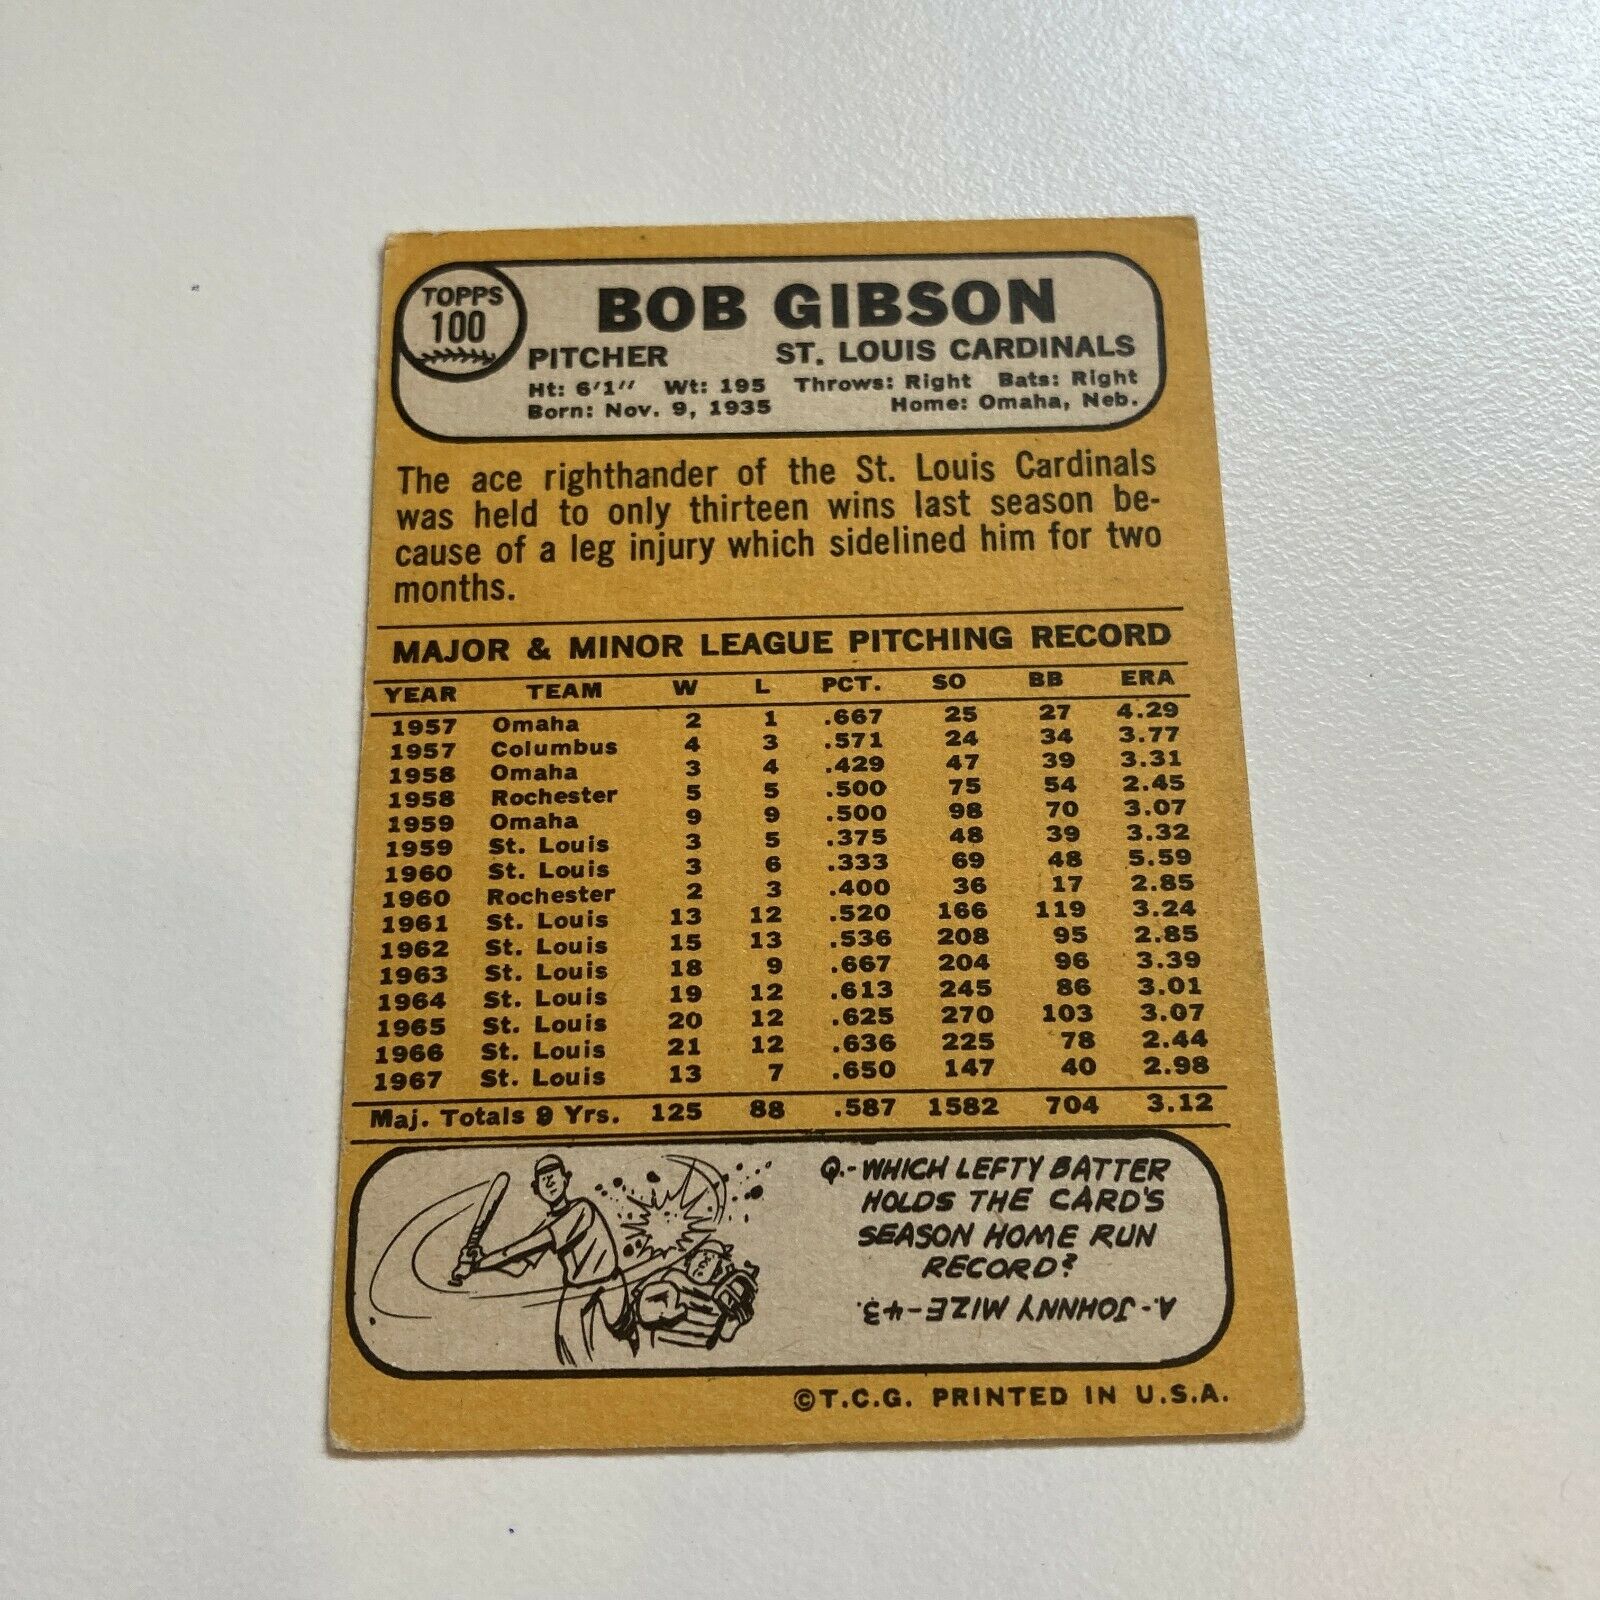 TOPPS
100
BOB GIBSON
PITCHER ST. LOUIS CARDINALS
Ht: 6'1" Wt: 195 Throws: Right Bats: Right
Born: Nov. 9, 1935 Home: Omaha, Neb.
The ace righthander of the St. Louis Cardinals
was held to only thirteen wins last season be-
cause of a leg injury which sidelined him for two
months.
MAJOR & MINOR LEAGUE PITCHING RECORD
YEAR TEAM W L PCT. SO BB ERA
1957 Omaha 2 1 .667 25 27 4.29
1957 Columbus 4 3 .571 24 34 3.77
1958 Omaha 3 4 .429 47 39 3.31
1958 Rochester 5 5 .500 75 54 2.45
1959 Omaha 9 9 .500 98 70 3.07
1959 St. Louis 3 5 .375 48 39 3.32
1960 St. Louis 3 6 .333 69 48 5.59
1960 Rochester 2 3 .400 36 17 2.85
1961 St. Louis 13 12 .520 166 119 3.24
1962 St. Louis 15 13 .536 208 95 2.85
1963 St. Louis 18 9 .667 204 96 3.39
1964 St. Louis 19 12 .613 245 86 3.01
1965 St. Louis 20 12 .625 270 103 3.07
1966 St. Louis 21 12 .636 225 78 2.44
1967 St. Louis 13 7 .650 147 40 2.98
Maj. Totals 9 Yrs. 125 88 .587 1582 704 3.12
Q.-WHICH LEFTY BATTER
HOLDS THE CARD'S
SEASON HOME RUN
RECORD?
A.-JOHNNY MIZE-43.
©T.C.G. PRINTED IN U.S.A.